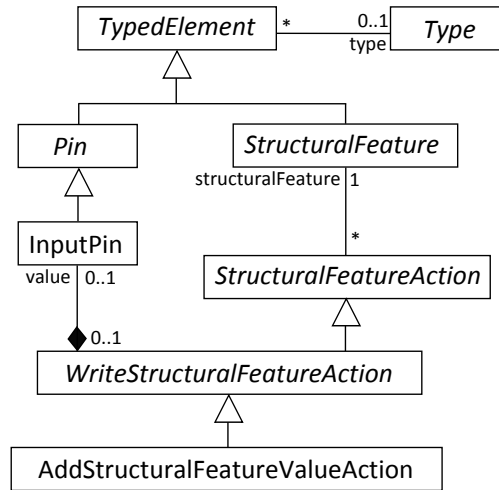 TypedElement
*
0..1
type
Type
Pin
StructuralFeature
structuralFeature
1
InputPin
value
0..1
*
StructuralFeatureAction
0..1
WriteStructuralFeatureAction
AddStructuralFeatureValueAction